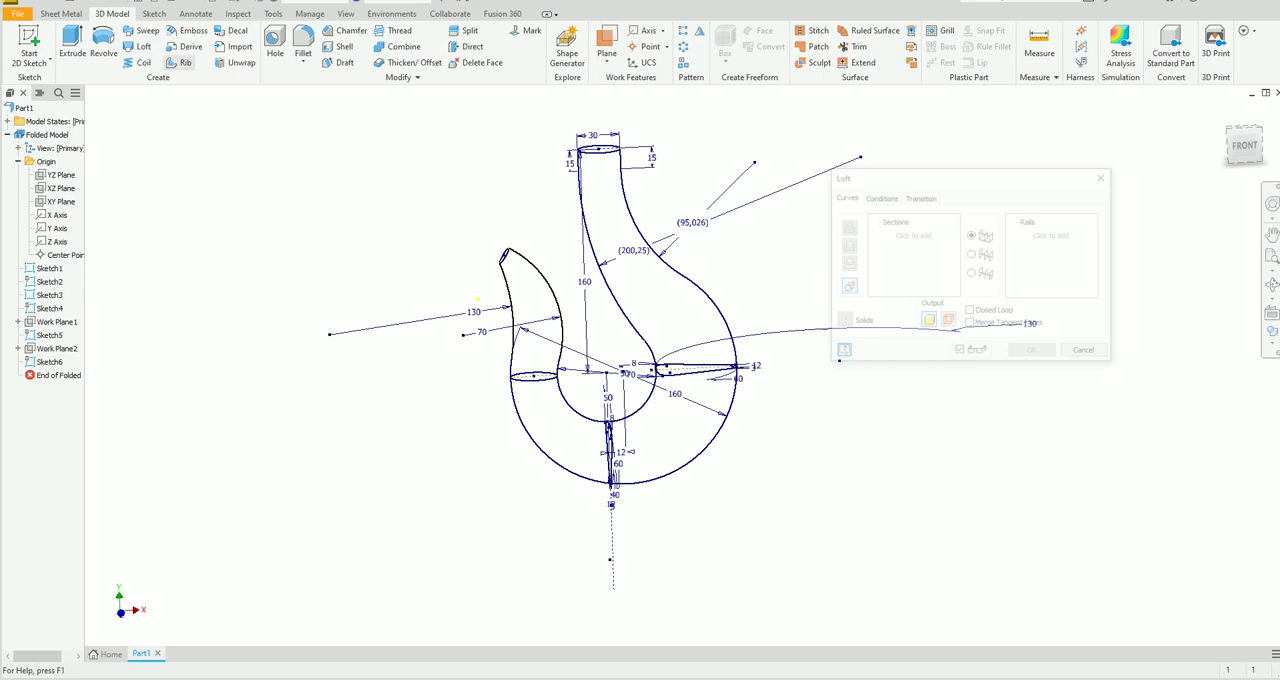 File Sheet Metal 3D Model Sketch Annotate Inspect Tools Manage View Environments Collaborate Fusion 360
Start
2D Sketch
Sketch
Extrude
Revolve
Sweep
Loft
Coil
Emboss
Derive
Rib
Decal
Import
Unwrap
Create
Hole
Fillet
Chamfer
Shell
Draft
Thread
Combine
Thicken/ Offset
Split
Direct
Delete Face
Mark
Modify
Shape
Generator
Explore
Plane
Axis
Point
UCS
Work Features
Pattern
Box
Face
Convert
Create Freeform
Stitch
Patch
Sculpt
Ruled Surface
Trim
Extend
Surface
Grill
Boss
Rest
Snap Fit
Rule Fillet
Lip
Plastic Part
Measure
Measure
Harness
Stress
Analysis
Simulation
Convert to
Standard Part
Convert
3D Print
3D Print
Part1
Model States: [Pri
Folded Model
View: [Primary]
Origin
YZ Plane
XZ Plane
XY Plane
X Axis
Y Axis
Z Axis
Center Poin
Sketch1
Sketch2
Sketch3
Sketch4
Work Plane1
Sketch5
Work Plane2
Sketch6
End of Folded
30
15
15
(95,026)
(200,25)
160
130
70
8
12
60
160
50
12
60
40
130
Loft
Curves Conditions Transition
Sections
Click to add
Rails
Click to add
Output
Solids
Closed Loop
OK
Cancel
FRONT
Y
X
Home
Part1
For Help, press F1
1
1